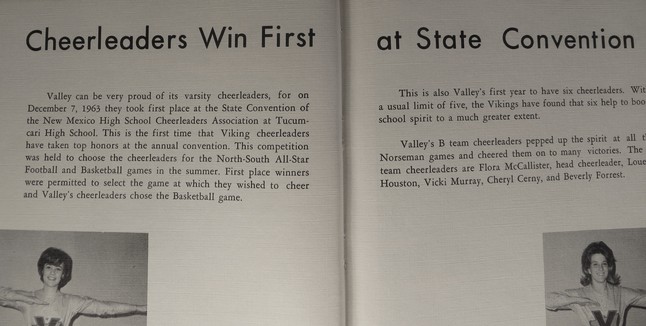 Cheerleaders Win First at State Convention
Valley can be very proud of its varsity cheerleaders, for on
December 7, 1963 they took first place at the State Convention of
the New Mexico High School Cheerleaders Association at Tucum-
cari High School. This is the first time that Viking cheerleaders
have taken top honors at the annual convention. This competition
was held to choose the cheerleaders for the North-South All-Star
Football and Basketball games in the summer. First place winners
were permitted to select the game at which they wished to cheer
and Valley's cheerleaders chose the Basketball game.
This is also Valley's first year to have six cheerleaders.
a usual limit of five, the Vikings have found that six help to
school spirit to a much greater extent.
Valley's B team cheerleaders pepped up the spirit at all
Norseman games and cheered them on to many victories. The
team cheerleaders are Flora McCallister, head cheerleader,
Houston, Vicki Murray, Cheryl Cerny, and Beverly Forrest.
V
V